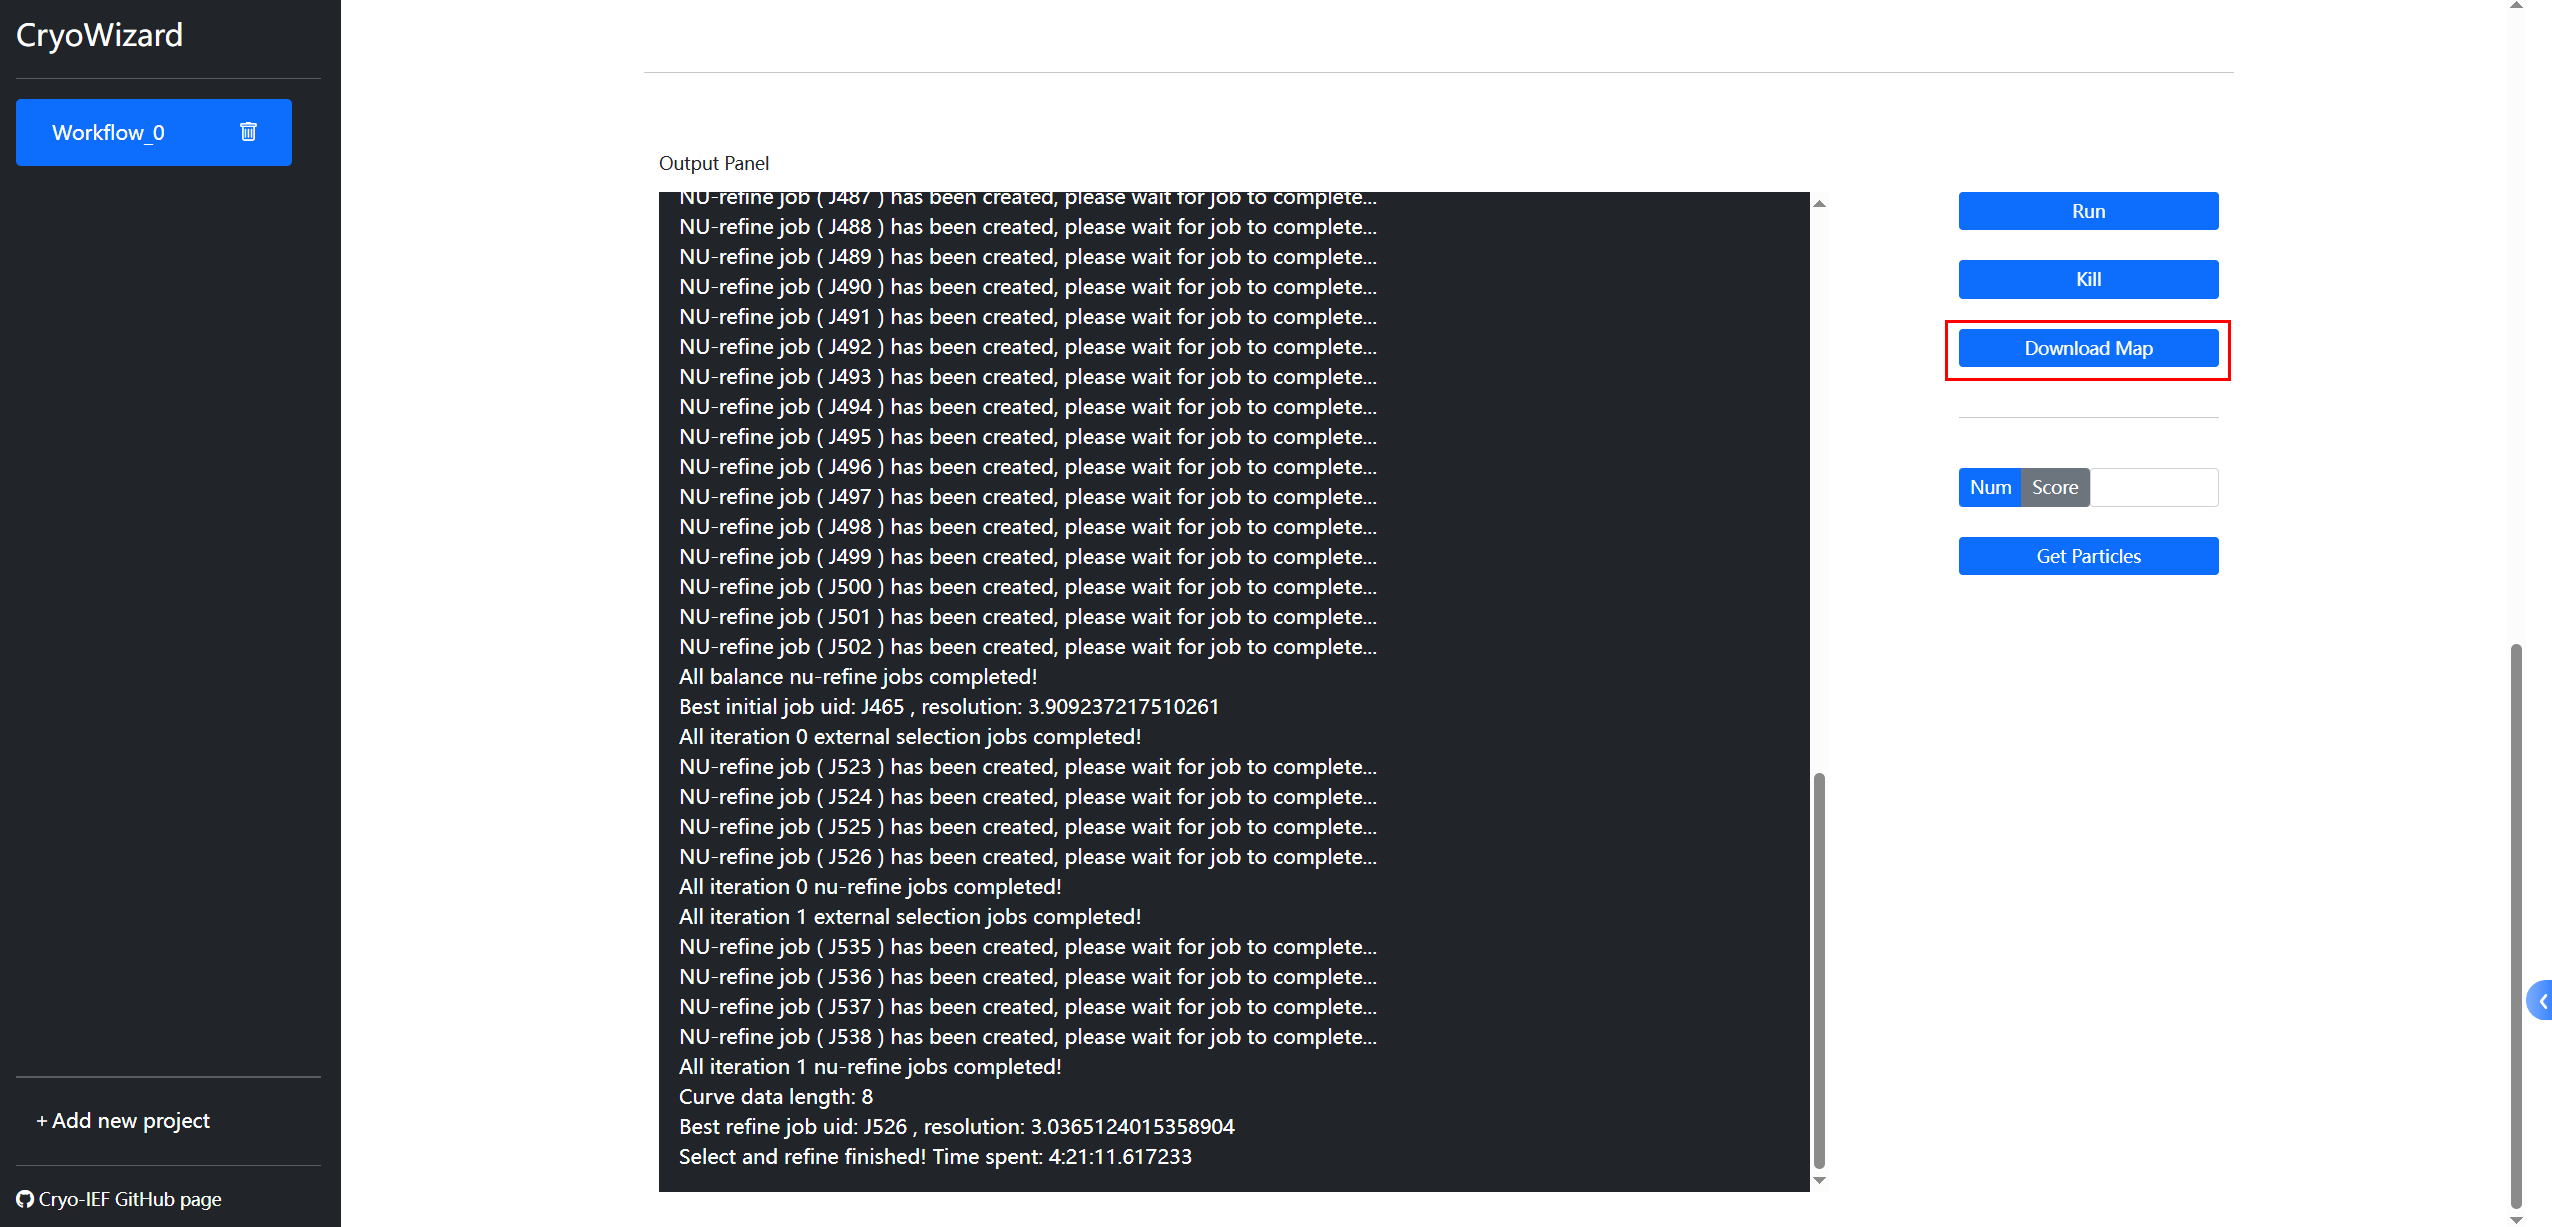 CryoWizard
Workflow_0
+ Add new project
Cryo-IEF GitHub page
Output Panel
NU-refine job ( J487 ) has been created, please wait for job to complete...
NU-refine job ( J488 ) has been created, please wait for job to complete...
NU-refine job ( J489 ) has been created, please wait for job to complete...
NU-refine job ( J490 ) has been created, please wait for job to complete...
NU-refine job ( J491 ) has been created, please wait for job to complete...
NU-refine job ( J492 ) has been created, please wait for job to complete...
NU-refine job ( J493 ) has been created, please wait for job to complete...
NU-refine job ( J494 ) has been created, please wait for job to complete...
NU-refine job ( J495 ) has been created, please wait for job to complete...
NU-refine job ( J496 ) has been created, please wait for job to complete...
NU-refine job ( J497 ) has been created, please wait for job to complete...
NU-refine job ( J498 ) has been created, please wait for job to complete...
NU-refine job ( J499 ) has been created, please wait for job to complete...
NU-refine job ( J500 ) has been created, please wait for job to complete...
NU-refine job ( J501 ) has been created, please wait for job to complete...
NU-refine job ( J502 ) has been created, please wait for job to complete...
All balance nu-refine jobs completed!
Best initial job uid: J465 , resolution: 3.909237217510261
All iteration 0 external selection jobs completed!
NU-refine job ( J523 ) has been created, please wait for job to complete...
NU-refine job ( J524 ) has been created, please wait for job to complete...
NU-refine job ( J525 ) has been created, please wait for job to complete...
NU-refine job ( J526 ) has been created, please wait for job to complete...
All iteration 0 nu-refine jobs completed!
All iteration 1 external selection jobs completed!
NU-refine job ( J535 ) has been created, please wait for job to complete...
NU-refine job ( J536 ) has been created, please wait for job to complete...
NU-refine job ( J537 ) has been created, please wait for job to complete...
NU-refine job ( J538 ) has been created, please wait for job to complete...
All iteration 1 nu-refine jobs completed!
Curve data length: 8
Best refine job uid: J526 , resolution: 3.0365124015358904
Select and refine finished! Time spent: 4:21:11.617233
Run
Kill
Download Map
Num Score
Get Particles